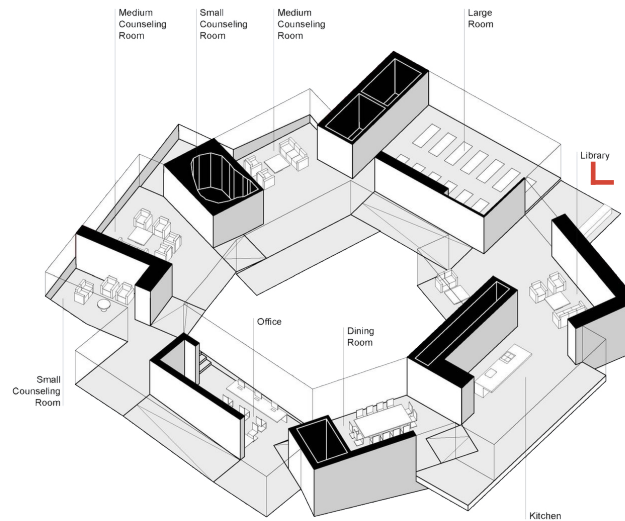 Medium
Counseling
Room
Small
Counseling
Room
Medium
Counseling
Room
Large
Room
Library
Office
Dining
Room
Small
Counseling
Room
Kitchen